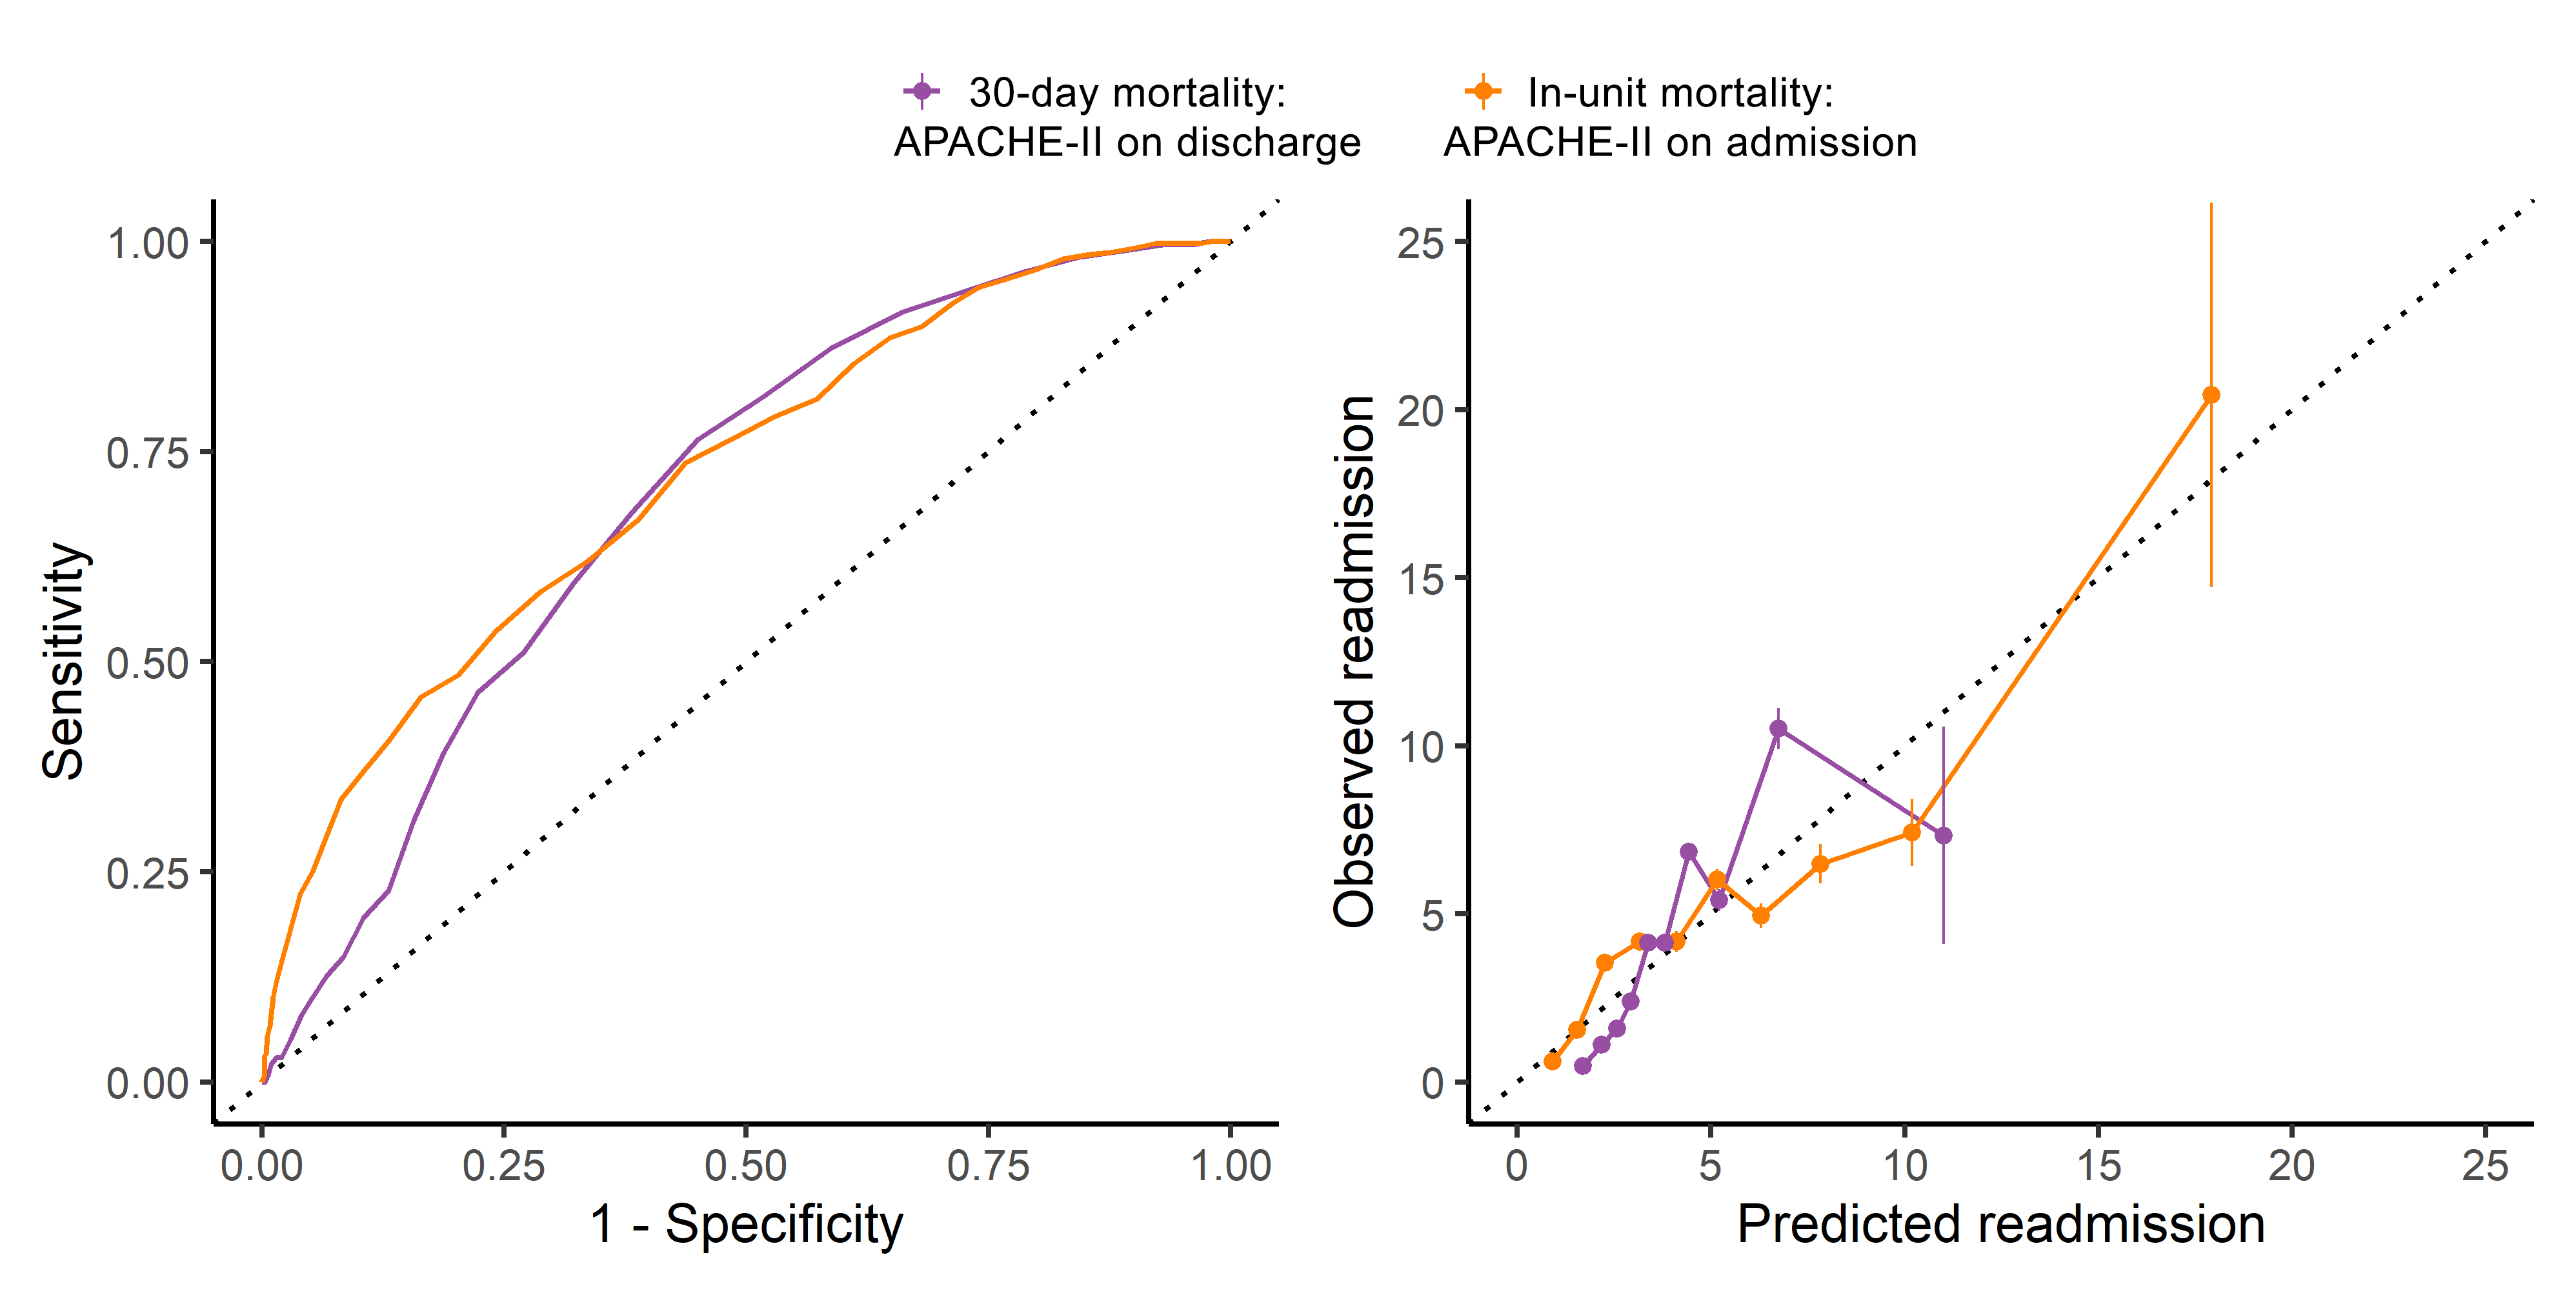 30-day mortality:
APACHE-II on discharge
In-unit mortality:
APACHE-II on admission
Sensitivity
1.00
0.75
0.50
0.25
0.00
0.00 0.25 0.50 0.75 1.00
1 - Specificity
Observed readmission
25
20
15
10
5
0
0 5 10 15 20 25
Predicted readmission